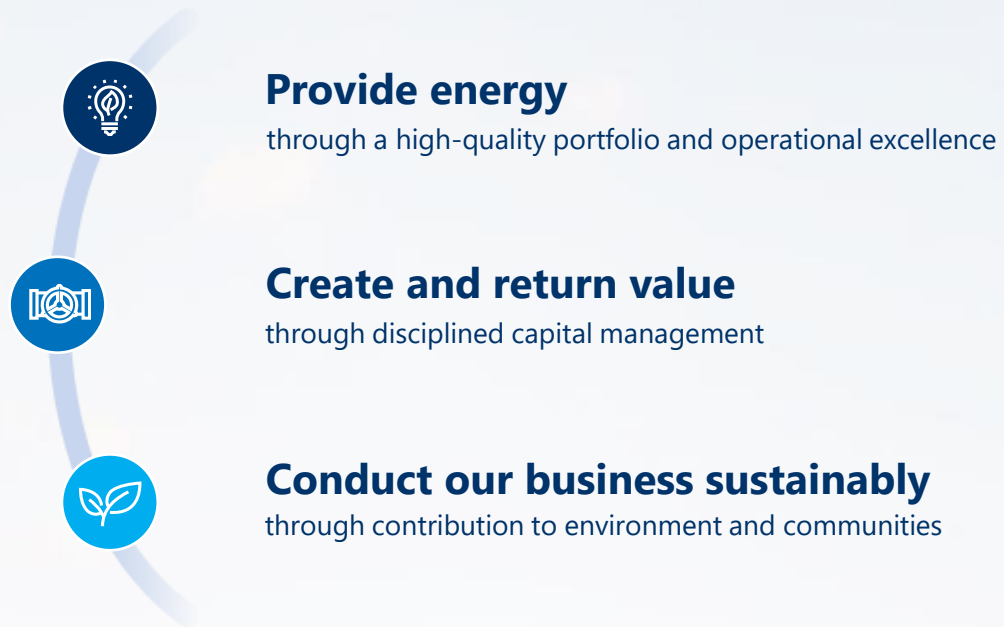 Provide energy
through a high-quality portfolio and operational excellence
Create and return value
through disciplined capital management
Conduct our business sustainably
through contribution to environment and communities